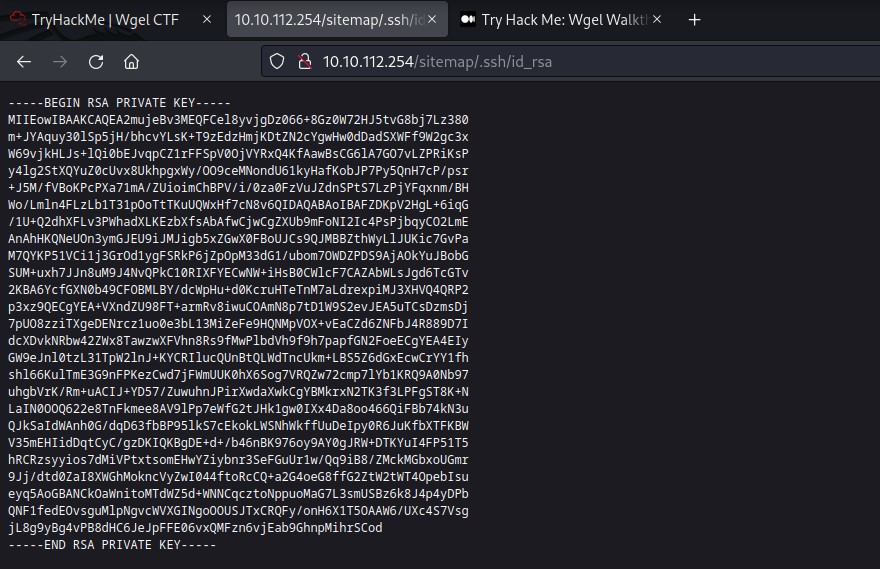 TryHackMe | Wgel CTF
10.10.112.254/sitemap/.ssh/id
Try Hack Me: Wgel Walkt
10.10.112.254/sitemap/.ssh/id_rsa
-----BEGIN RSA PRIVATE KEY-----
MIIEowIBAAKCAQEA2mujeBv3MEQFCel8yvjgDz066+8Gz0W72HJ5tvG8bj7Lz380
m+JYAquy30lSp5jH/bhcvYLsK+T9zEdzHmjKDtZN2cYgwHw0dDadSXWFf9W2gc3x
W69vjkHLJs+lQi0bEJvqpCZ1rFFSpV0OjVYRxQ4KfAawBsCG6lA7GO7vLZPRiKsP
y4lg2StXQYuZ0cUvx8UkhpgxWy/OO9ceMNondU61kyHafKobJP7Py5QnH7cP/psr
+J5M/fVBoKPcPXa71mA/ZUioimChBPV/i/0za0FzVuJZdnSPtS7LzPjYFqxnm/BH
Wo/Lmln4FLzLb1T31pOoTtTKuUQWxHf7cN8v6QIDAQABAoIBAFZDKpV2HgL+6iqG
/1U+Q2dhXFLv3PWhadXLKEzbXfsAbAfwCjwCgZXUb9mFoNI2Ic4PsPjbqyCO2LmE
AnAhHKQNeUOn3ymGJEU9iJMJigb5xZGwX0FBoUJCs9QJMBBZthWyLlJUKic7GvPa
M7QYKP51VCi1j3GrOd1ygFSRkP6jZpOpM33dG1/ubom7OWDZPDS9AjAOkYuJBobG
SUM+uxh7JJn8uM9J4NvQPkC10RIXFYECwNW+iHsB0CWlcF7CAZAbWLsJgd6TcGTv
2KBA6YcfGXN0b49CFOBMLBY/dcWpHu+d0KcruHTeTnM7aLdrexpiMJ3XHVQ4QRP2
p3xz9QECgYEA+VXndZU98FT+armRv8iwuCOAmN8p7tD1W9S2evJEA5uTCsDzmsDj
7pUO8zziTXgeDENrcz1uo0e3bL13MiZeFe9HQNMpVOX+vEaCZd6ZNFbJ4R889D7I
dcXDvkNRbw42ZWx8TawzwXFVhn8Rs9fMwPlbdVh9f9h7papfGN2FoeECgYEA4EIy
GW9eJnl0tzL31TpW2lnJ+KYCRIlucQUnBtQLWdTncUkm+LBS5Z6dGxEcwCrYY1fh
shl66KulTmE3G9nFPKezCwd7jFWmUUK0hX6Sog7VRQZw72cmp7lYb1KRQ9A0Nb97
uhgbVrK/Rm+uACIJ+YD57/ZuwuhnJPirXwdaXwkCgYBMkrxN2TK3f3LPFgST8K+N
LaIN0OOQ622e8TnFkmee8AV9lPp7eWfG2tJHk1gw0IXx4Da8oo466QiFBb74kN3u
QJkSaIdWAnh0G/dqD63fbBP95lkS7cEkokLWSNhWkffUuDeIpy0R6JuKfbXTFKBW
V35mEHIidDqtCyC/gzDKIQKBgDE+d+/b46nBK976oy9AY0gJRW+DTKYuI4FP51T5
hRCRzsyyios7dMiVPtxtsomEHwYZiybnr3SeFGuUr1w/Qq9iB8/ZMckMGbxoUGmr
9Jj/dtd0ZaI8XWGhMokncVyZwI044ftoRcCQ+a2G4oeG8ffG2ZtW2tWT4OpebIsu
eyq5AoGBANCkOaWnitoMTdWZ5d+WNNCqcztoNppuoMaG7L3smUSBz6k8J4p4yDPb
QNF1fedEOvsguMlpNgvcWVXGINgoOOUSJTxCRQFy/onH6X1T5OAAW6/UXc4S7Vsg
jL8g9yBg4vPB8dHC6JeJpFFE06vxQMFzn6vjEab9GhnpMihrSCod
-----END RSA PRIVATE KEY-----